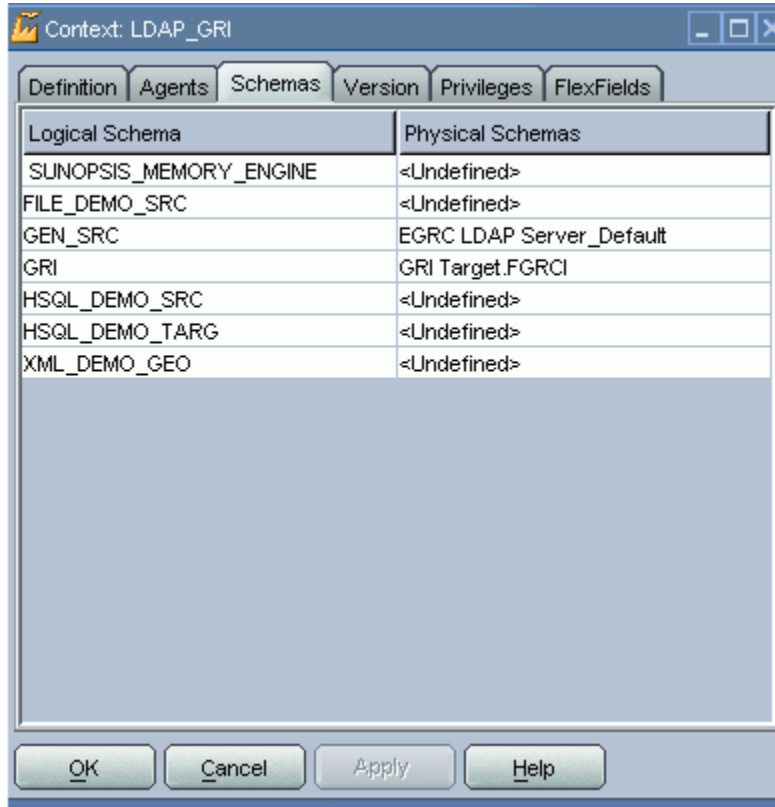 Context: LDAP_GRI
Definition Agents Schemas Version Privileges FlexFields
Logical Schema Physical Schemas
SUNOPSIS_MEMORY_ENGINE <Undefined>
FILE_DEMO_SRC <Undefined>
GEN_SRC EGRC LDAP Server_Default
GRI GRI Target.FGRCI
HSQL_DEMO_SRC <Undefined>
HSQL_DEMO_TARG <Undefined>
XML_DEMO_GEO <Undefined>
OK Cancel Apply Help